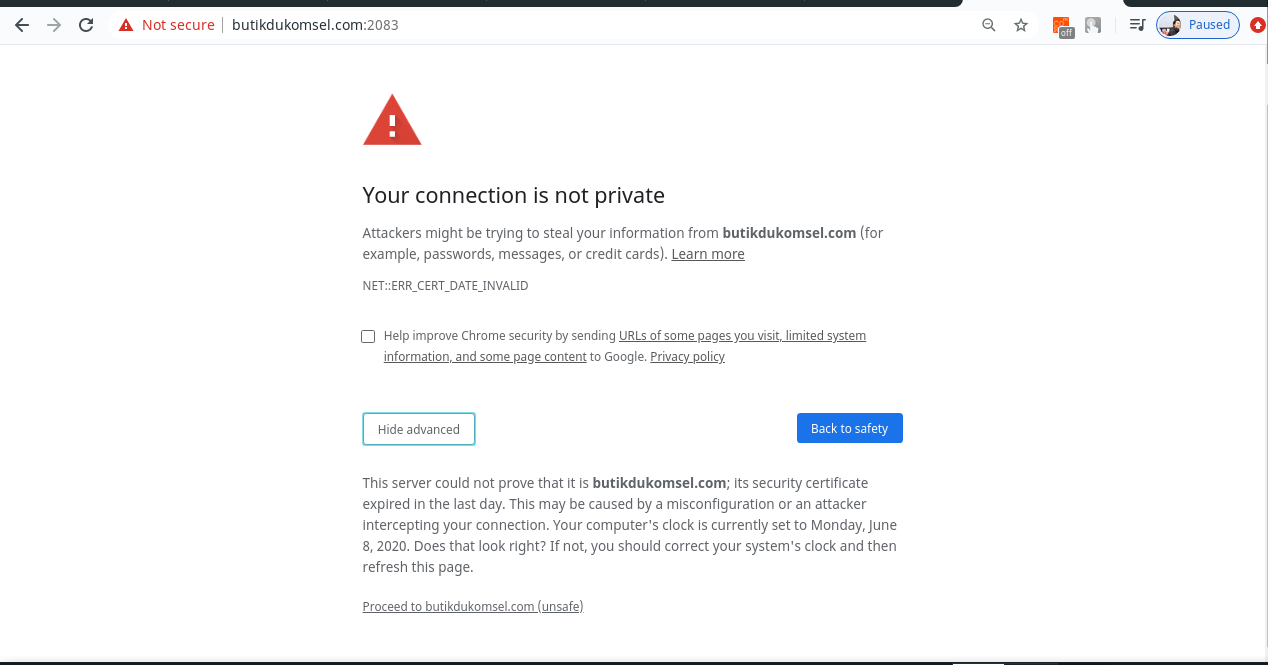 Not secure butikdukomsel.com:2083
off
Paused
Your connection is not private
Attackers might be trying to steal your information from butikdukomsel.com (for
example, passwords, messages, or credit cards). Learn more
NET::ERR_CERT_DATE_INVALID
Help improve Chrome security by sending URLs of some pages you visit, limited system
information, and some page content to Google. Privacy policy
Hide advanced
Back to safety
This server could not prove that it is butikdukomsel.com; its security certificate
expired in the last day. This may be caused by a misconfiguration or an attacker
intercepting your connection. Your computer's clock is currently set to Monday, June
8, 2020. Does that look right? If not, you should correct your system's clock and then
refresh this page.
Proceed to butikdukomsel.com (unsafe)